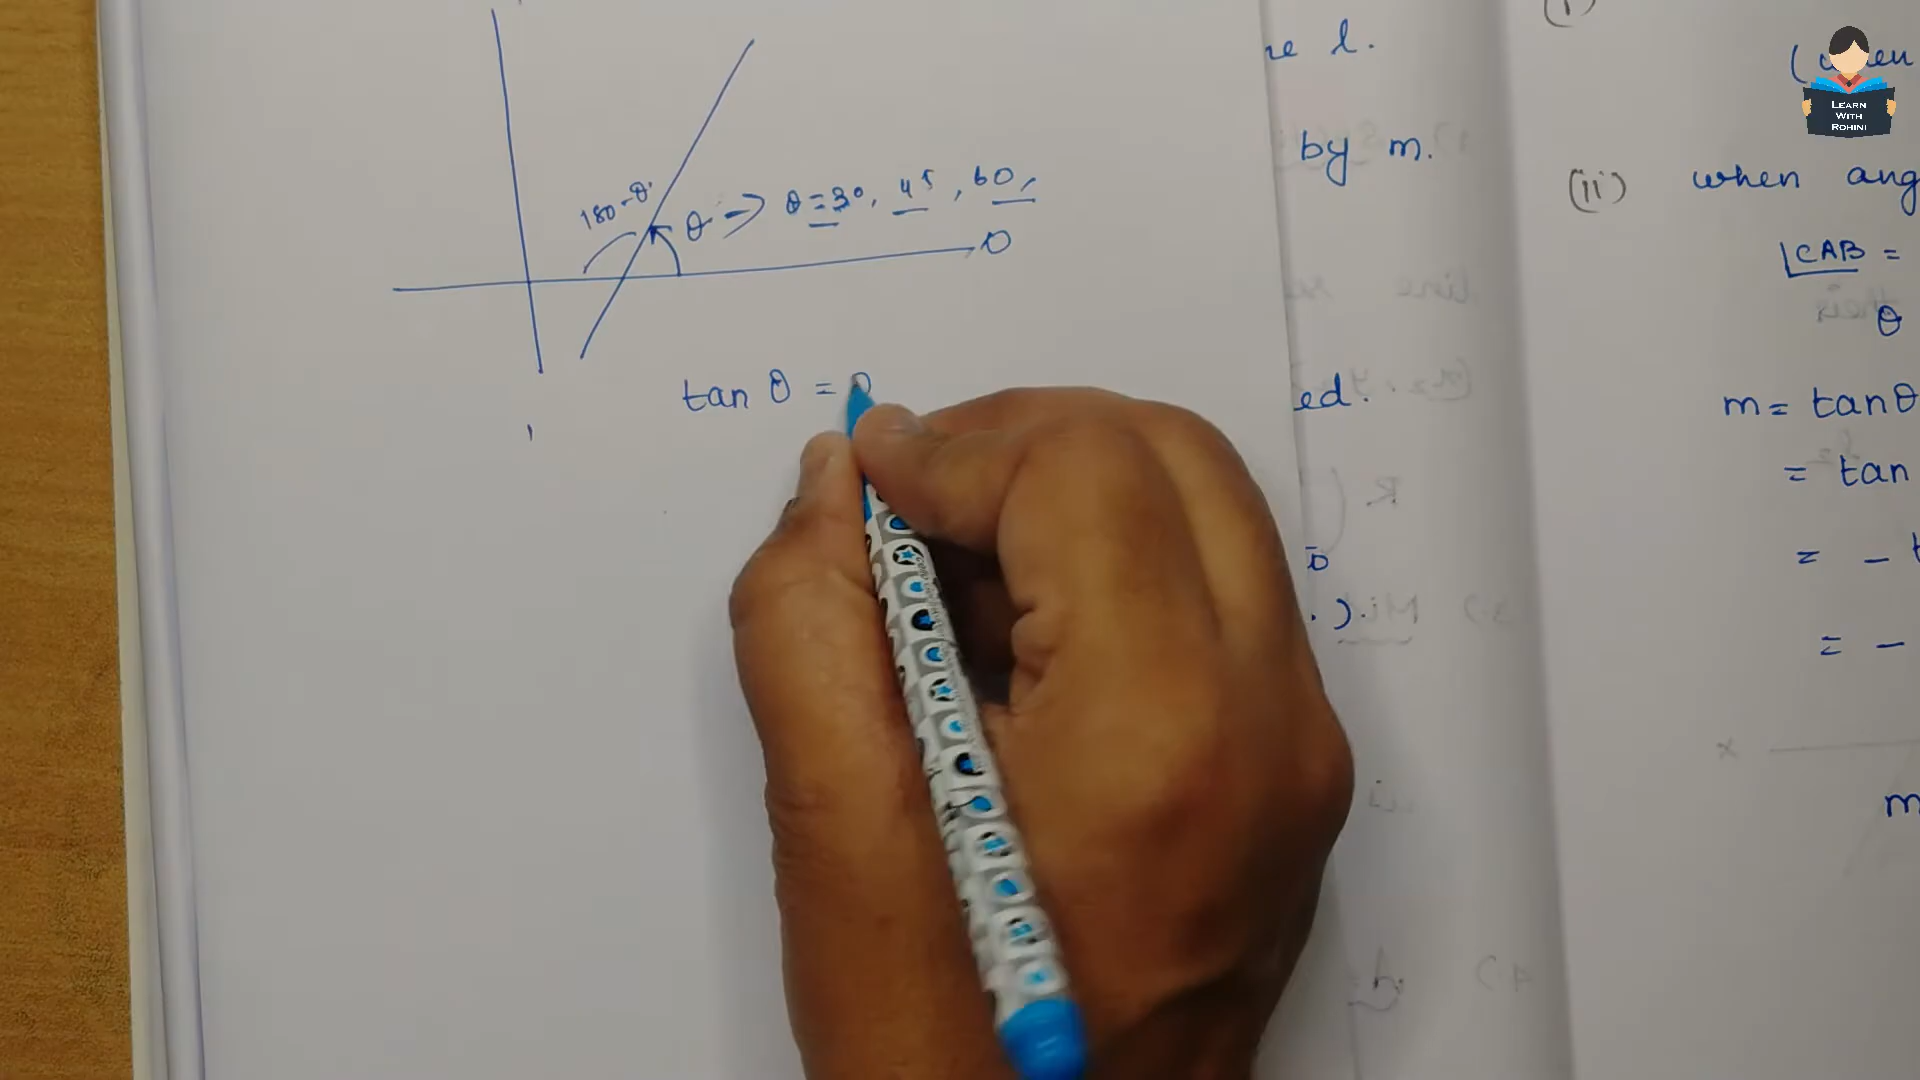 180-θ
θ -> θ = 30, 45, 60,
0
tan θ =
l.
by m.
ed.
(i)
(ii) when ang
∠CAB =
θ
m = tanθ
= tan
= -
= -
x
m
LEARN
WITH
ROHINI